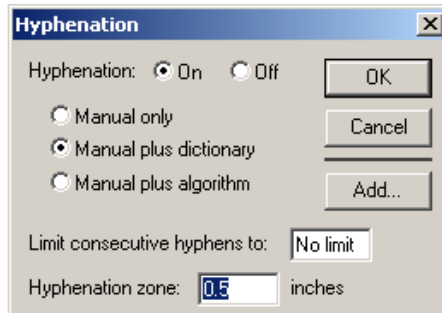 Hyphenation
Hyphenation: On Off
OK
Manual only
Cancel
Manual plus dictionary
Manual plus algorithm
Add...
Limit consecutive hyphens to: No limit
Hyphenation zone: 0.5 inches